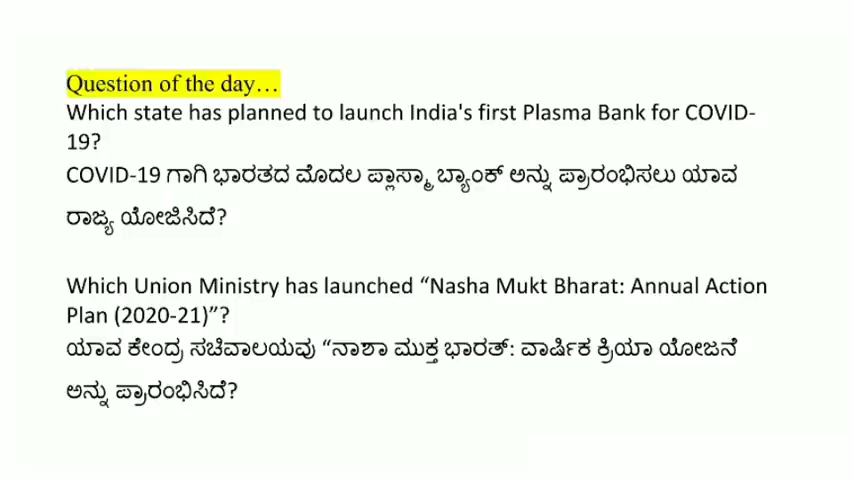 Question of the day…
Which state has planned to launch India's first Plasma Bank for COVID-
19?
COVID-19 ಗಾಗಿ ಭಾರತದ ಮೊದಲ ಪ್ಲಾಸ್ಮಾ ಬ್ಯಾಂಕ್ ಅನ್ನು ಪ್ರಾರಂಭಿಸಲು ಯಾವ
ರಾಜ್ಯ ಯೋಜಿಸಿದೆ?
Which Union Ministry has launched “Nasha Mukt Bharat: Annual Action
Plan (2020-21)”?
ಯಾವ ಕೇಂದ್ರ ಸಚಿವಾಲಯವು “ನಾಶಾ ಮುಕ್ತ ಭಾರತ್: ವಾರ್ಷಿಕ ಕ್ರಿಯಾ ಯೋಜನೆ
ಅನ್ನು ಪ್ರಾರಂಭಿಸಿದೆ?